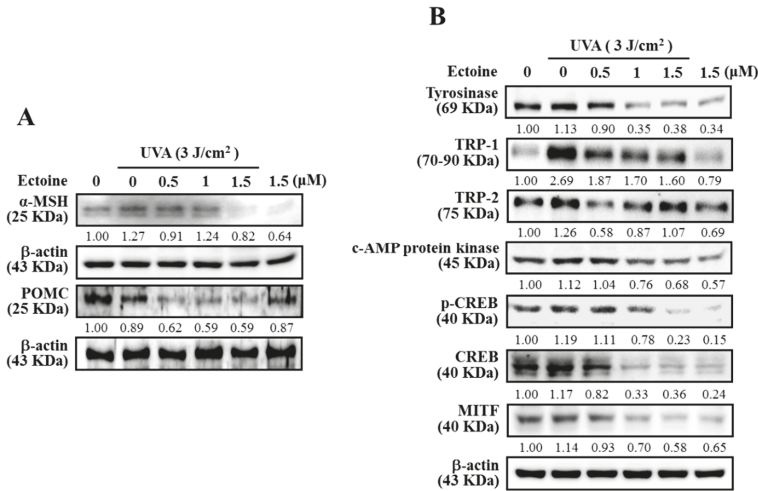 A
UVA (3 J/cm²)
Ectoine 0 0 0.5 1 1.5 1.5 (μM)
α-MSH
(25 KDa)
1.00 1.27 0.91 1.24 0.82 0.64
β-actin
(43 KDa)
POMC
(25 KDa)
1.00 0.89 0.62 0.59 0.59 0.87
β-actin
(43 KDa)
B
UVA ( 3 J/cm²)
Ectoine 0 0 0.5 1 1.5 1.5 (μM)
Tyrosinase
(69 KDa)
1.00 1.13 0.90 0.35 0.38 0.34
TRP-1
(70-90 KDa)
1.00 2.69 1.87 1.70 1..60 0.79
TRP-2
(75 KDa)
1.00 1.26 0.58 0.87 1.07 0.69
c-AMP protein kinase
(45 KDa)
1.00 1.12 1.04 0.76 0.68 0.57
p-CREB
(40 KDa)
1.00 1.19 1.11 0.78 0.23 0.15
CREB
(40 KDa)
1.00 1.17 0.82 0.33 0.36 0.24
MITF
(40 KDa)
1.00 1.14 0.93 0.70 0.58 0.65
β-actin
(43 KDa)